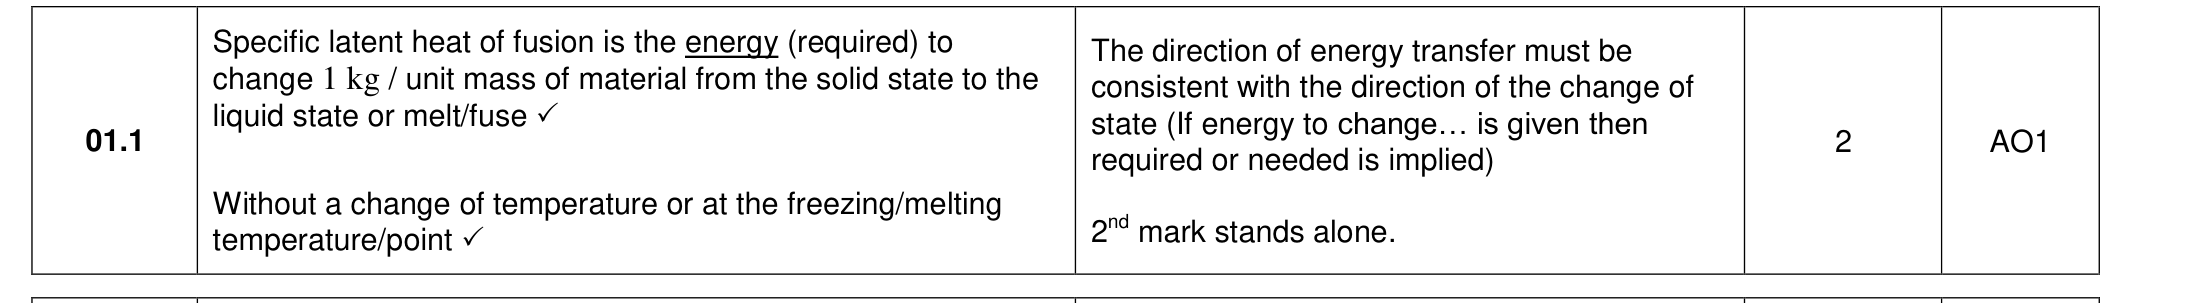 01.1
Specific latent heat of fusion is the energy (required) to
change 1 kg / unit mass of material from the solid state to the
liquid state or melt/fuse ✓
Without a change of temperature or at the freezing/melting
temperature/point ✓
The direction of energy transfer must be
consistent with the direction of the change of
state (If energy to change… is given then
required or needed is implied)
2nd mark stands alone.
2
AO1